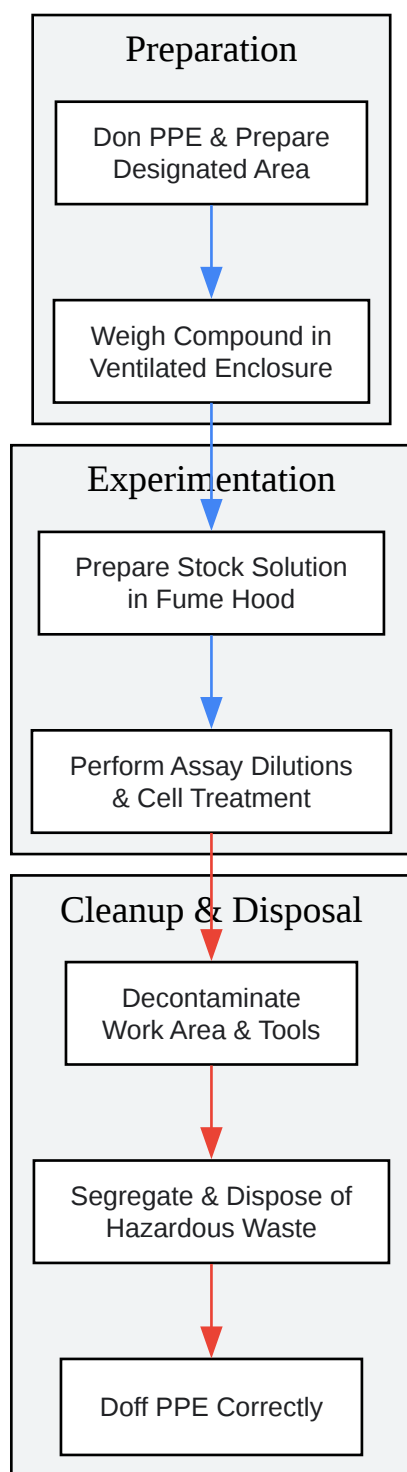 Preparation
Don PPE & Prepare
Designated Area
Weigh Compound in
Ventilated Enclosure
Experimentation
Prepare Stock Solution
in Fume Hood
Perform Assay Dilutions
& Cell Treatment
Cleanup & Disposal
Decontaminate
Work Area & Tools
Segregate & Dispose of
Hazardous Waste
Doff PPE Correctly